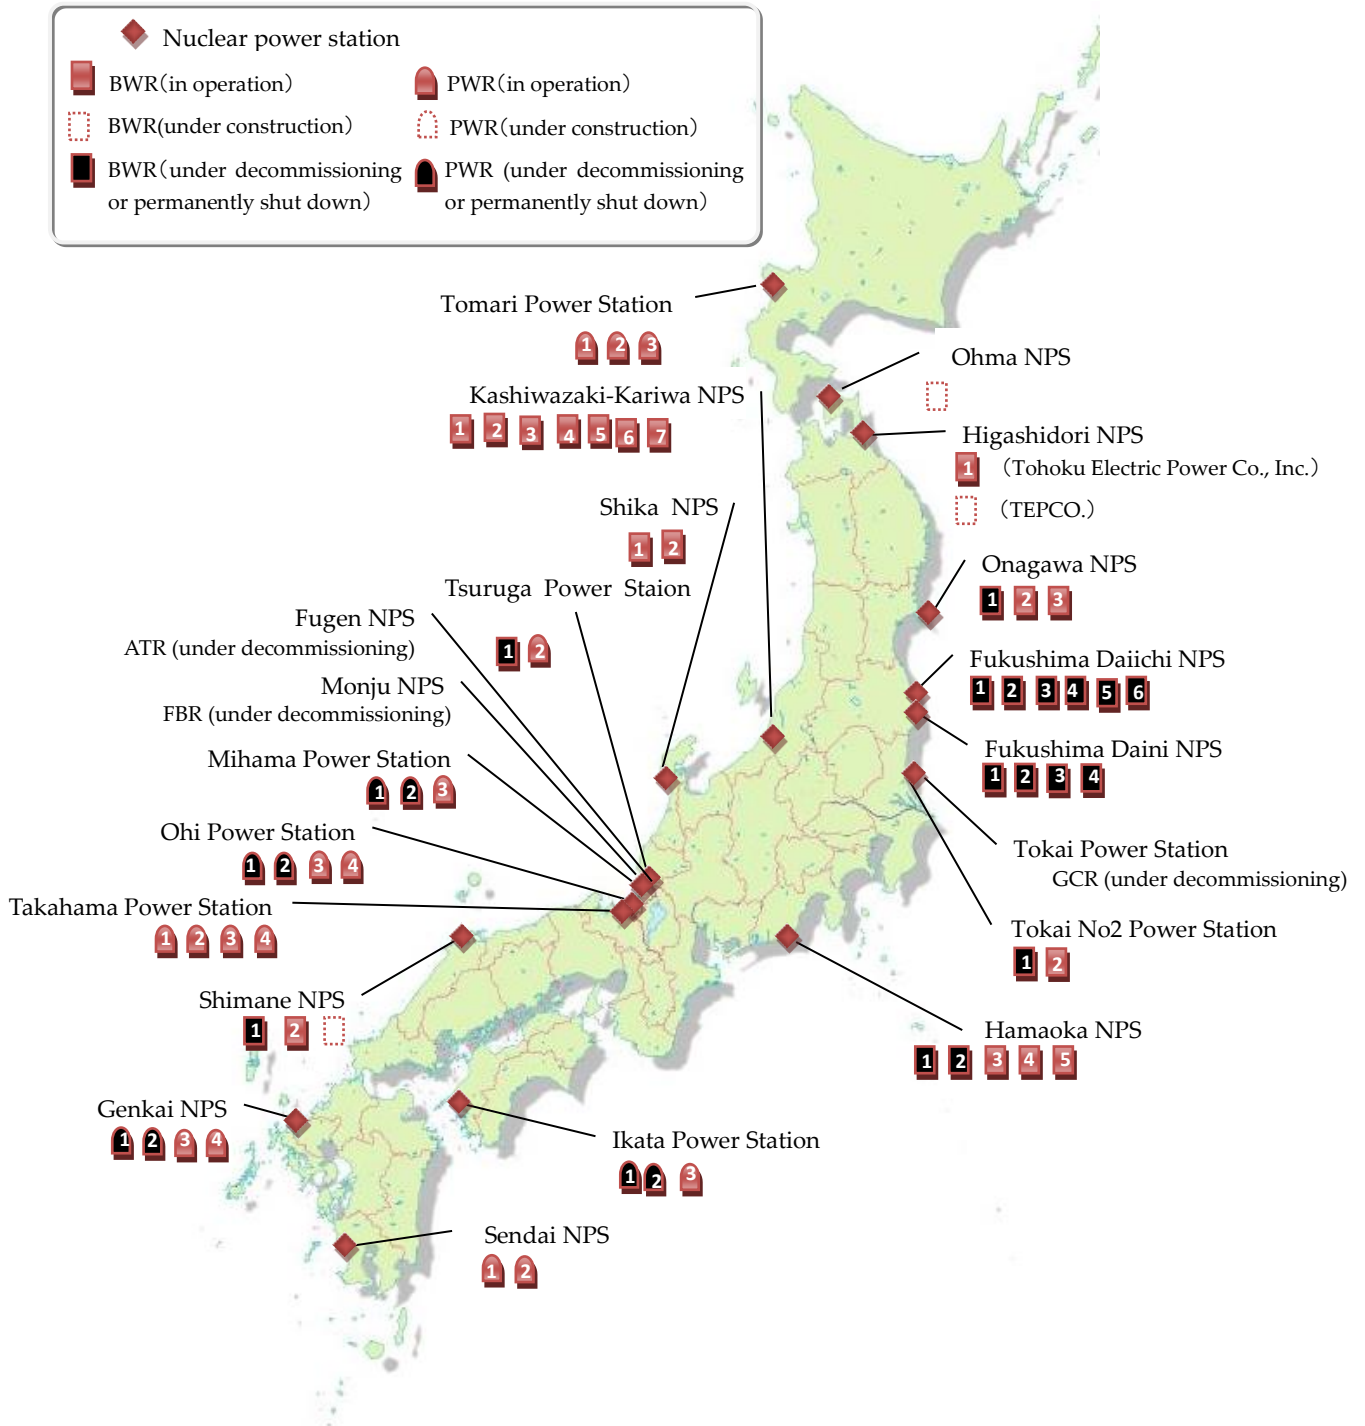 Nuclear power station
BWR(in operation)
PWR(in operation)
BWR(under construction)
PWR(under construction)
BWR(under decommissioning
or permanently shut down)
PWR (under decommissioning
or permanently shut down)
Tomari Power Station
1 2 3
Ohma NPS
Kashiwazaki-Kariwa NPS
1 2 3 4 5 6 7
Higashidori NPS
1 (Tohoku Electric Power Co., Inc.)
(TEPCO.)
Shika NPS
1 2
Onagawa NPS
1 2 3
Tsuruga Power Staion
1 2
Fugen NPS
ATR (under decommissioning)
Fukushima Daiichi NPS
1 2 3 4 5 6
Monju NPS
FBR (under decommissioning)
Fukushima Daini NPS
1 2 3 4
Mihama Power Station
1 2 3
Ohi Power Station
1 2 3 4
Tokai Power Station
GCR (under decommissioning)
Takahama Power Station
1 2 3 4
Tokai No2 Power Station
1 2
Shimane NPS
1 2
Hamaoka NPS
1 2 3 4 5
Genkai NPS
1 2 3 4
Ikata Power Station
1 2 3
Sendai NPS
1 2